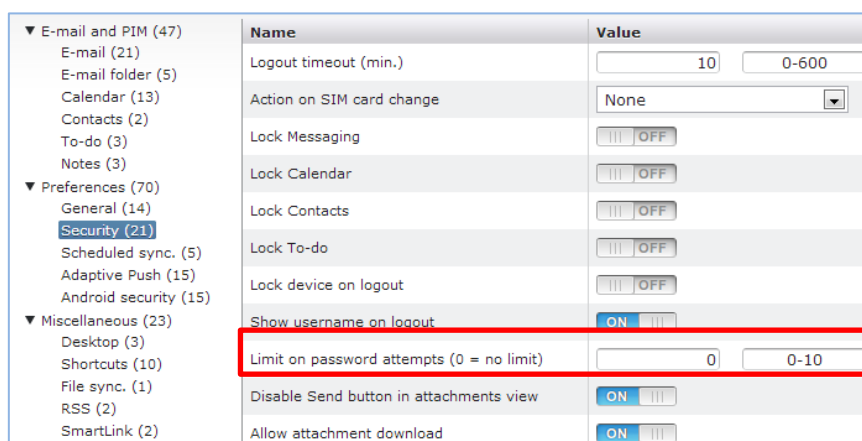 ▼ E-mail and PIM (47)
E-mail (21)
E-mail folder (5)
Calendar (13)
Contacts (2)
To-do (3)
Notes (3)
▼ Preferences (70)
General (14)
Security (21)
Scheduled sync. (5)
Adaptive Push (15)
Android security (15)
▼ Miscellaneous (23)
Desktop (3)
Shortcuts (10)
File sync. (1)
RSS (2)
SmartLink (2)
Name Value
Logout timeout (min.) 10 0-600
Action on SIM card change None
Lock Messaging OFF
Lock Calendar OFF
Lock Contacts OFF
Lock To-do OFF
Lock device on logout OFF
Show username on logout ON
Limit on password attempts (0 = no limit) 0 0-10
Disable Send button in attachments view ON
Allow attachment download ON